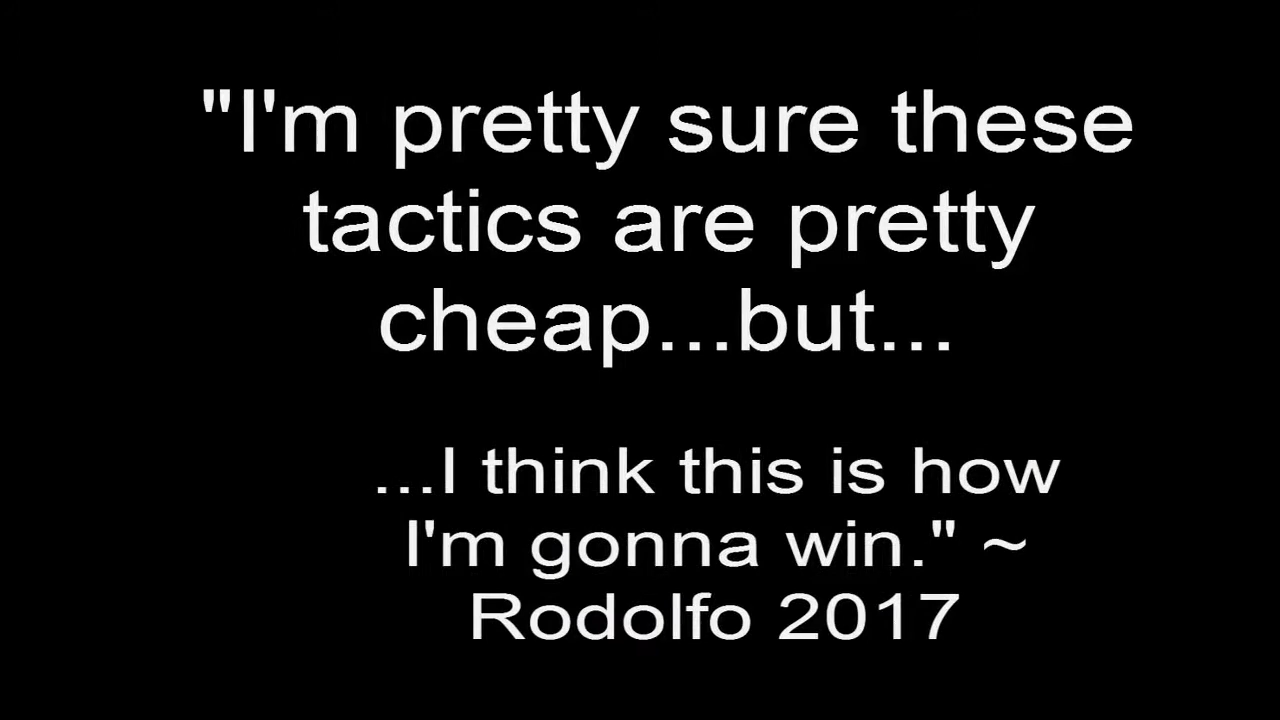 "I'm pretty sure these
tactics are pretty
cheap...but...
...I think this is how
I'm gonna win." ~
Rodolfo 2017